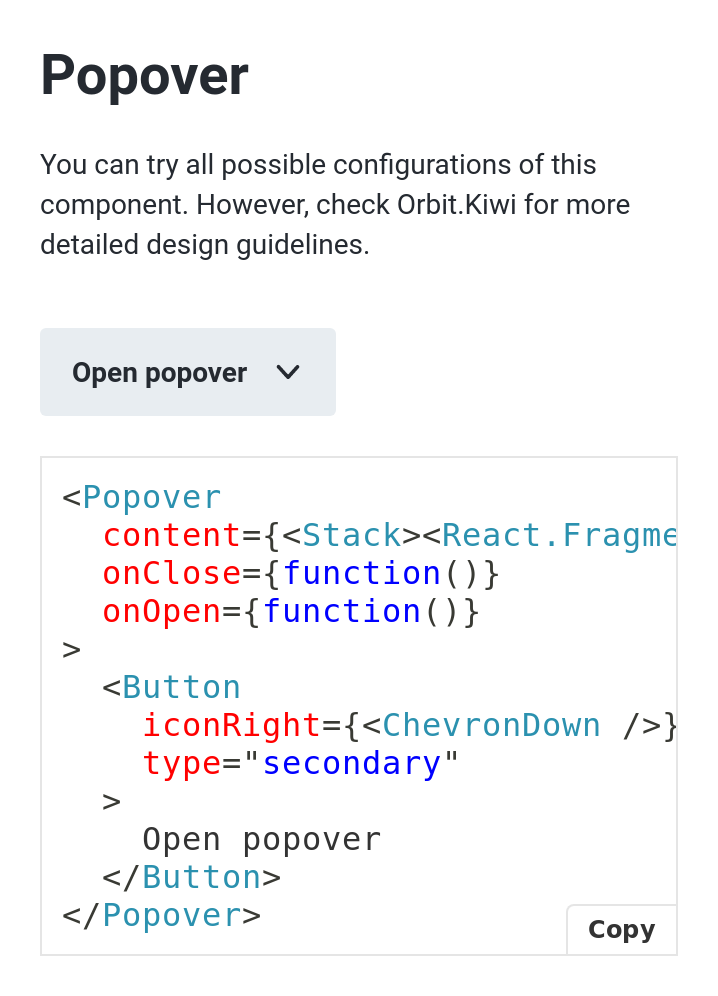 Popover
You can try all possible configurations of this
component. However, check Orbit.Kiwi for more
detailed design guidelines.
Open popover
<Popover
  content={<Stack><React.Fragme
  onClose={function()}
  onOpen={function()}
>
  <Button
    iconRight={<ChevronDown />}
    type="secondary"
  >
    Open popover
  </Button>
</Popover>
Copy